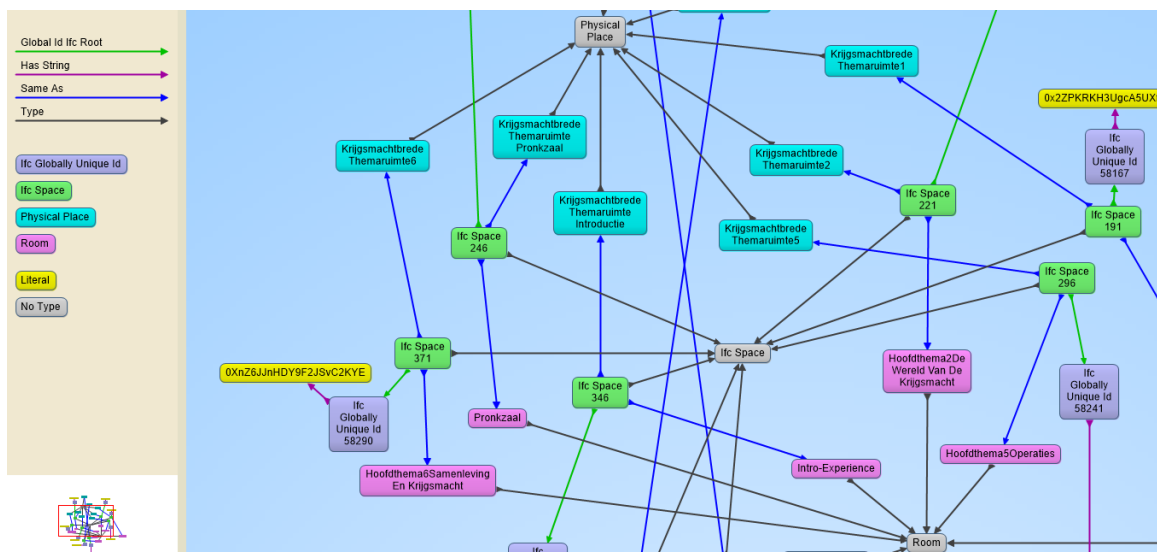 Global Id Ifc Root
Has String
Same As
Type
Ifc Globally Unique Id
Ifc Space
Physical Place
Room
Literal
No Type
Physical
Place
Krijgsmachtbrede
Themaruimte1
0x2ZPKRKH3UgcA5UX
Krijgsmachtbrede
Themaruimte
Pronkzaal
Krijgsmachtbrede
Themaruimte6
Krijgsmachtbrede
Themaruimte2
Ifc
Globally
Unique Id
58167
Krijgsmachtbrede
Themaruimte
Introductie
Ifc Space
221
Krijgsmachtbrede
Themaruimte5
Ifc Space
191
Ifc Space
246
Ifc Space
296
Ifc Space
371
Ifc Space
0XnZ6JJnHDY9F2JSvC2KYE
Ifc Space
346
Hoofdthema2De
Wereld Van De
Krijgsmacht
Ifc
Globally
Unique Id
58290
Ifc
Globally
Unique Id
58241
Pronkzaal
Hoofdthema5Operaties
Hoofdthema6Samenleving
En Krijgsmacht
Intro-Experience
Room
Ifc